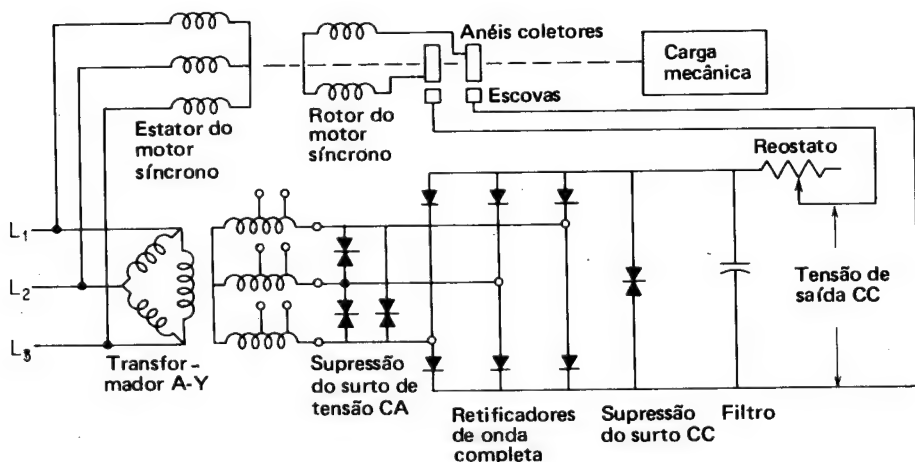 Anéis coletores
Carga
mecânica
Escovas
Estator do
motor
síncrono
Rotor do
motor
síncrono
Reostato
L1
L2
L3
Tensão de
saída CC
Transfor-
mador A-Y
Supressão
do surto de
tensão CA
Retificadores
de onda
completa
Supressão
do surto CC
Filtro